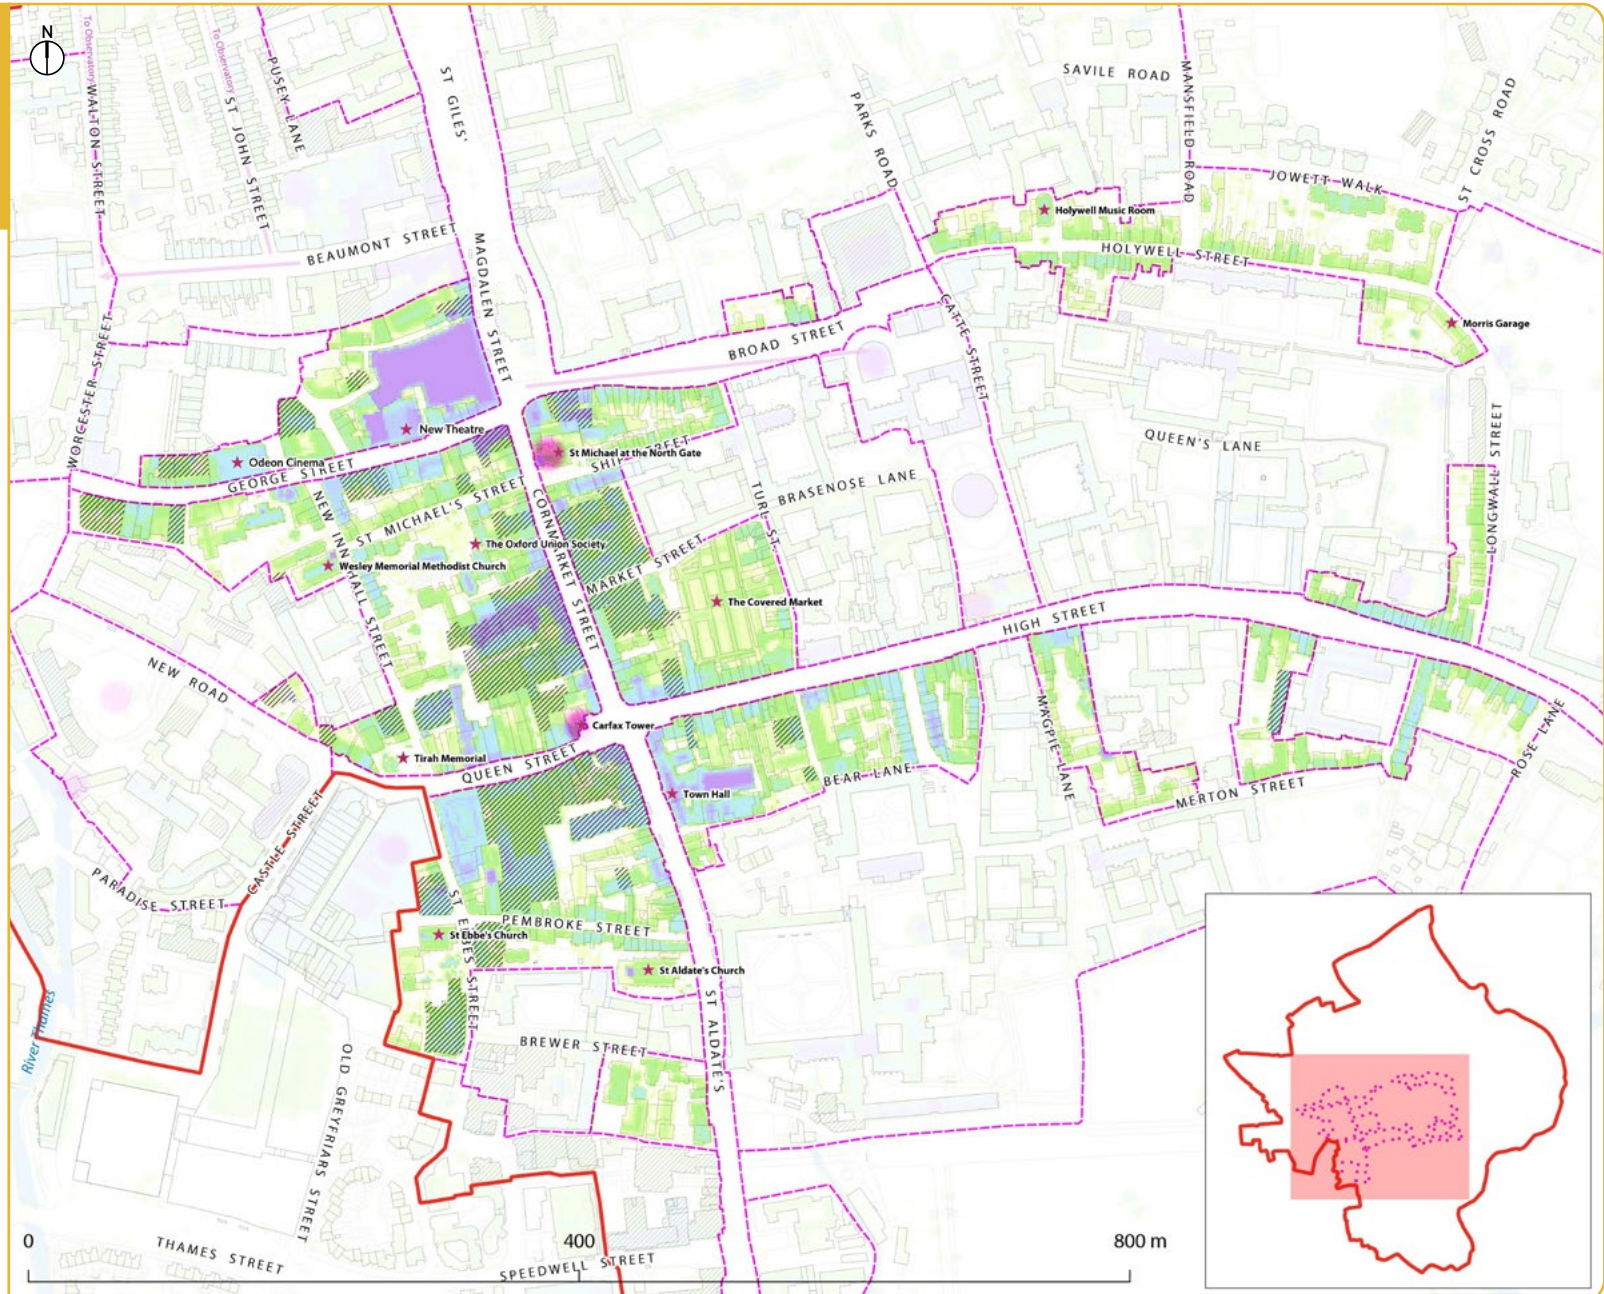 N
To Observatory
WALTON STREET
To Observatory
ST JOHN STREET
PUSEY LANE
ST GILES'
PARKS ROAD
SAVILE ROAD
MANSFIELD ROAD
ST CROSS ROAD
JOWETT WALK
Holywell Music Room
HOLYWELL STREET
BEAUMONT STREET
MAGDALEN STREET
BROAD STREET
CATTE STREET
Morris Garage
WORCESTER STREET
New Theatre
Odeon Cinema
GEORGE STREET
St Michael at the North Gate
SHIP STREET
QUEEN'S LANE
LONGWALL STREET
BRASENOSE LANE
TURL ST.
NEW INN HALL STREET
ST MICHAEL'S STREET
CORNMARKET STREET
The Oxford Union Society
Wesley Memorial Methodist Church
MARKET STREET
The Covered Market
HIGH STREET
NEW ROAD
Carfax Tower
Tirah Memorial
QUEEN STREET
Town Hall
BEAR LANE
MAGPIE LANE
MERTON STREET
ROSE LANE
CASTLE STREET
PARADISE STREET
ST EBBES STREET
PEMBROKE STREET
St Ebbe's Church
St Aldate's Church
ST ALDATE'S
BREWER STREET
River Thames
OLD GREYFRIARS STREET
THAMES STREET
SPEEDWELL STREET
0
400
800 m